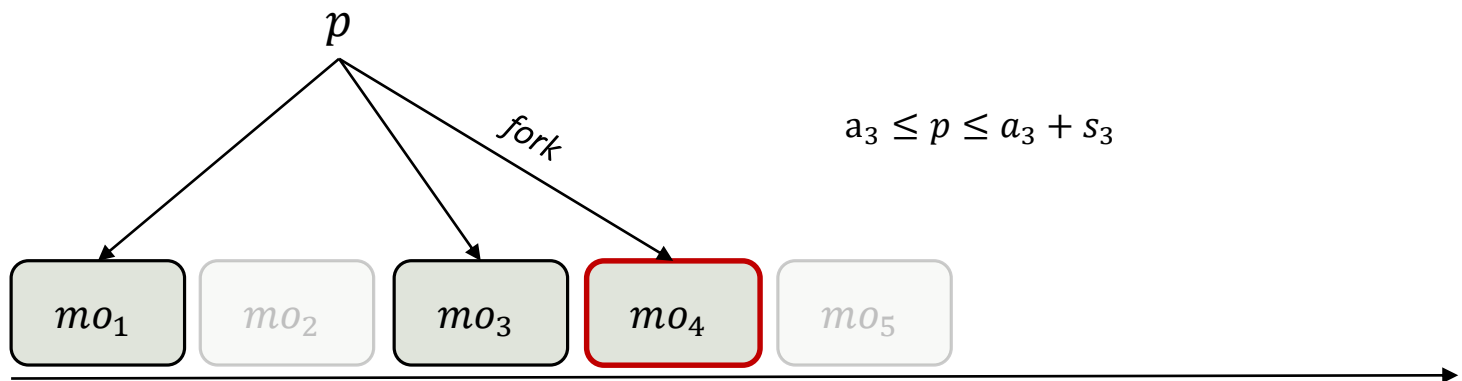 p
fork
a₃ ≤ p ≤ a₃ + s₃
mo₁ mo₂ mo₃ mo₄ mo₅